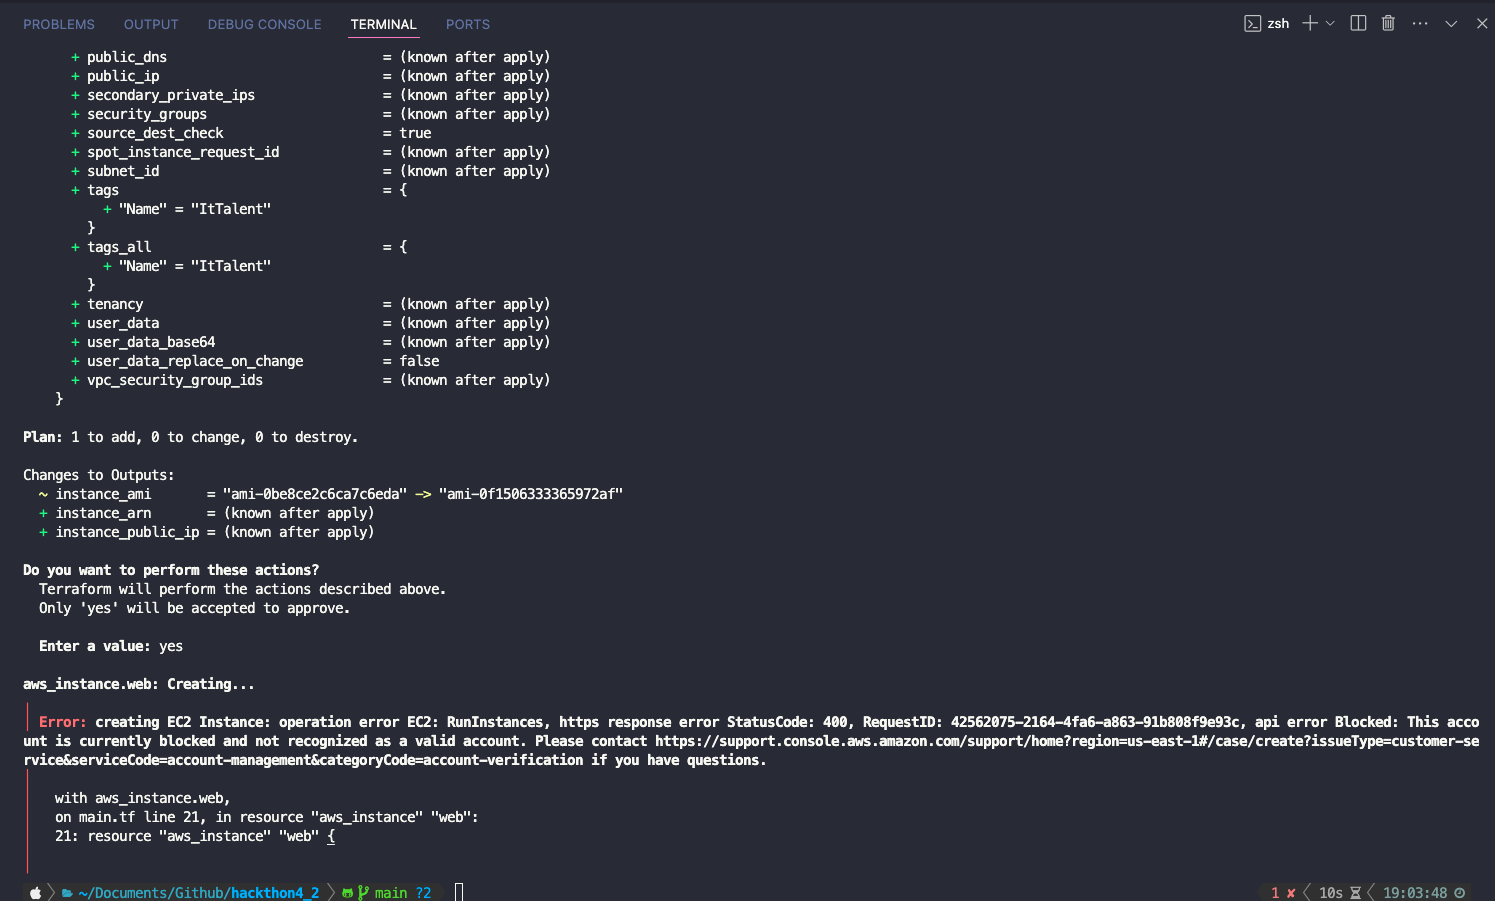 PROBLEMS OUTPUT DEBUG CONSOLE TERMINAL PORTS zsh
+ public_dns = (known after apply)
+ public_ip = (known after apply)
+ secondary_private_ips = (known after apply)
+ security_groups = (known after apply)
+ source_dest_check = true
+ spot_instance_request_id = (known after apply)
+ subnet_id = (known after apply)
+ tags = {
+ "Name" = "ItTalent"
}
+ tags_all = {
+ "Name" = "ItTalent"
}
+ tenancy = (known after apply)
+ user_data = (known after apply)
+ user_data_base64 = (known after apply)
+ user_data_replace_on_change = false
+ vpc_security_group_ids = (known after apply)
}
Plan: 1 to add, 0 to change, 0 to destroy.
Changes to Outputs:
~ instance_ami = "ami-0be8ce2c6ca7c6eda" -> "ami-0f1506333365972af"
+ instance_arn = (known after apply)
+ instance_public_ip = (known after apply)
Do you want to perform these actions?
Terraform will perform the actions described above.
Only 'yes' will be accepted to approve.
Enter a value: yes
aws_instance.web: Creating...
Error: creating EC2 Instance: operation error EC2: RunInstances, https response error StatusCode: 400, RequestID: 42562075-2164-4fa6-a863-91b808f9e93c, api error Blocked: This acco
unt is currently blocked and not recognized as a valid account. Please contact https://support.console.aws.amazon.com/support/home?region=us-east-1#/case/create?issueType=customer-se
rvice&serviceCode=account-management&categoryCode=account-verification if you have questions.
with aws_instance.web,
on main.tf line 21, in resource "aws_instance" "web":
21: resource "aws_instance" "web" {
~/Documents/Github/hackthon4_2 main ?2 1 ✘ 10s 19:03:48